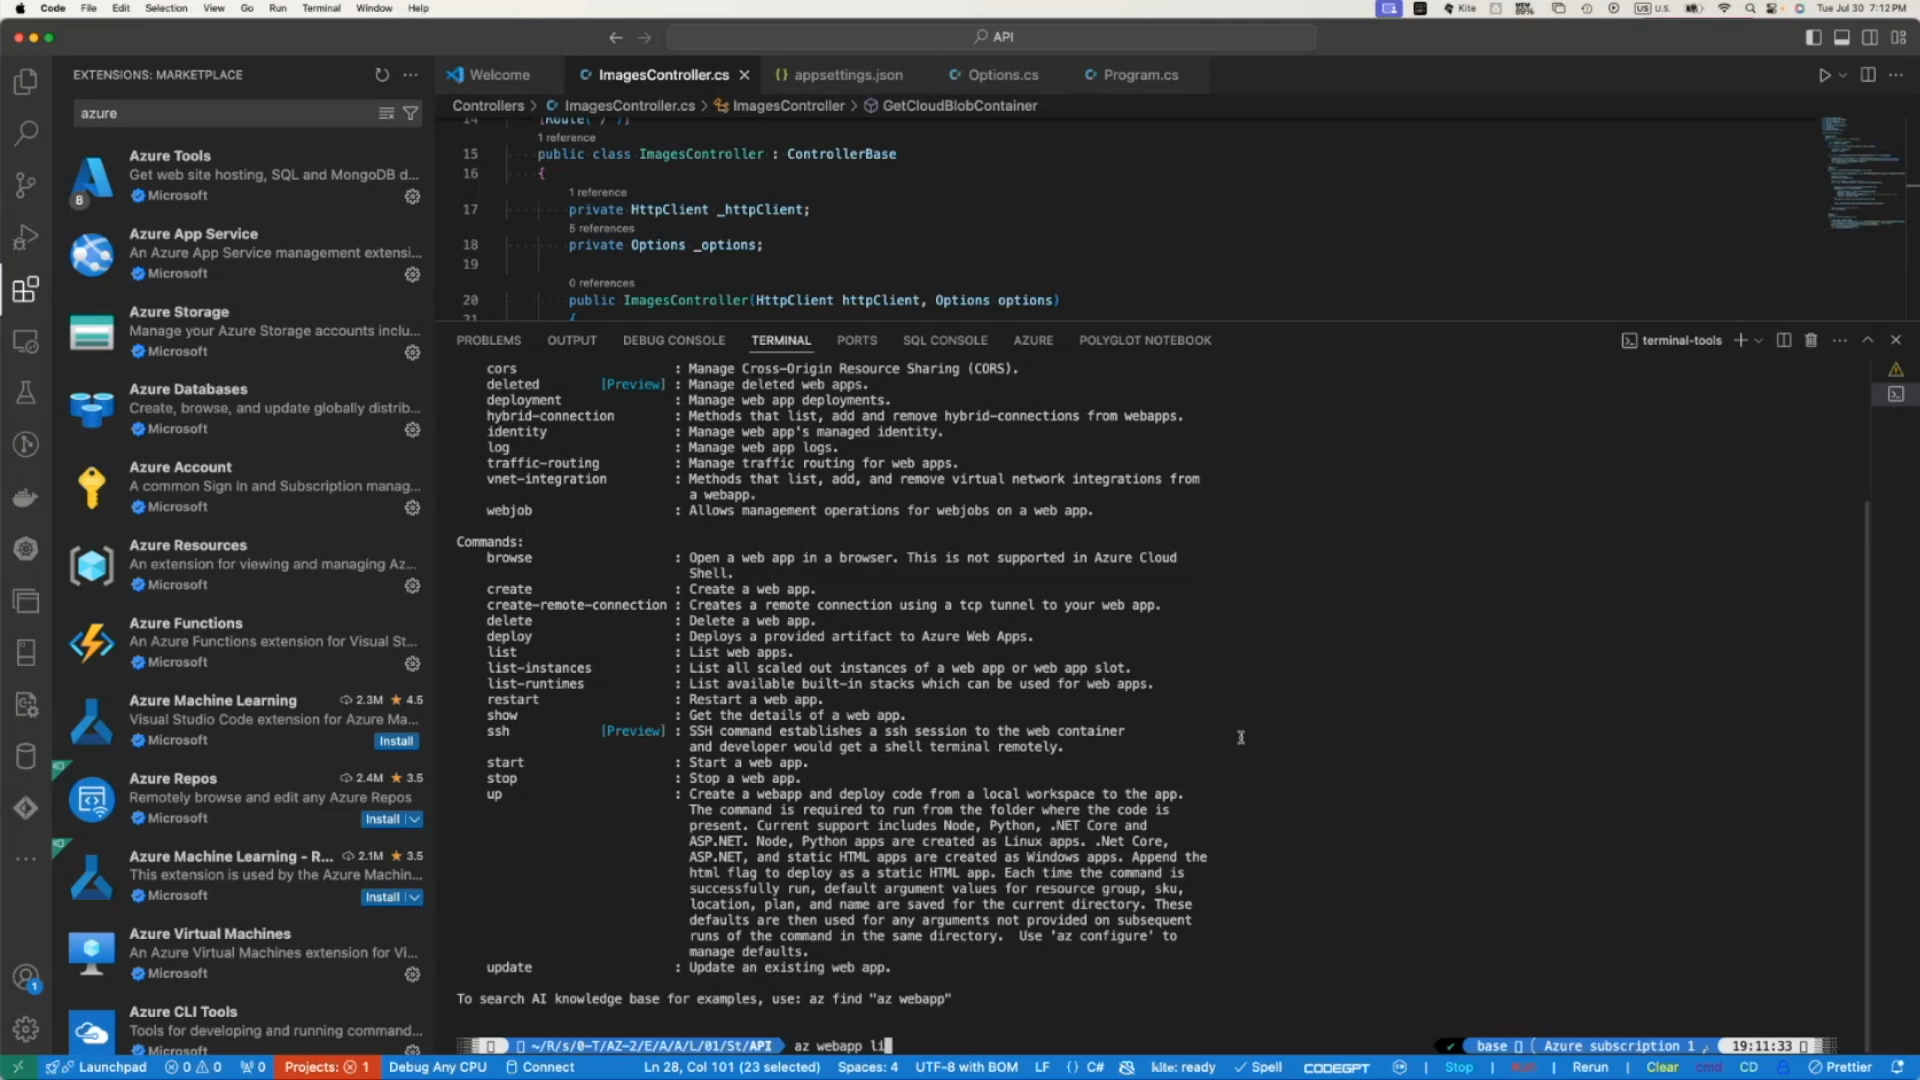 Code File Edit Selection View Go Run Terminal Window Help
Kite
U.S.
Tue Jul 30 7:12 PM
API
EXTENSIONS: MARKETPLACE
azure
Azure Tools
Get web site hosting, SQL and MongoDB d...
Microsoft
8
Azure App Service
An Azure App Service management extensi...
Microsoft
Azure Storage
Manage your Azure Storage accounts inclu...
Microsoft
Azure Databases
Create, browse, and update globally distrib...
Microsoft
Azure Account
A common Sign In and Subscription manag...
Microsoft
Azure Resources
An extension for viewing and managing Az...
Microsoft
Azure Functions
An Azure Functions extension for Visual St...
Microsoft
Azure Machine Learning 2.3M 4.5
Visual Studio Code extension for Azure Ma...
Microsoft Install
Azure Repos 2.4M 3.5
Remotely browse and edit any Azure Repos
Microsoft Install
Azure Machine Learning - R... 2.1M 3.5
This extension is used by the Azure Machin...
Microsoft Install
Azure Virtual Machines
An Azure Virtual Machines extension for Vi...
Microsoft
Azure CLI Tools
Tools for developing and running command...
Microsoft
1
Welcome ImagesController.cs appsettings.json Options.cs Program.cs
Controllers > ImagesController.cs > ImagesController > GetCloudBlobContainer
14 [Route("/")]
1 reference
15 public class ImagesController : ControllerBase
16 {
1 reference
17 private HttpClient _httpClient;
5 references
18 private Options _options;
19
0 references
20 public ImagesController(HttpClient httpClient, Options options)
21 {
PROBLEMS OUTPUT DEBUG CONSOLE TERMINAL PORTS SQL CONSOLE AZURE POLYGLOT NOTEBOOK
terminal-tools
cors : Manage Cross-Origin Resource Sharing (CORS).
deleted [Preview] : Manage deleted web apps.
deployment : Manage web app deployments.
hybrid-connection : Methods that list, add and remove hybrid-connections from webapps.
identity : Manage web app's managed identity.
log : Manage web app logs.
traffic-routing : Manage traffic routing for web apps.
vnet-integration : Methods that list, add, and remove virtual network integrations from
a webapp.
webjob : Allows management operations for webjobs on a web app.
Commands:
browse : Open a web app in a browser. This is not supported in Azure Cloud
Shell.
create : Create a web app.
create-remote-connection : Creates a remote connection using a tcp tunnel to your web app.
delete : Delete a web app.
deploy : Deploys a provided artifact to Azure Web Apps.
list : List web apps.
list-instances : List all scaled out instances of a web app or web app slot.
list-runtimes : List available built-in stacks which can be used for web apps.
restart : Restart a web app.
show : Get the details of a web app.
ssh [Preview] : SSH command establishes a ssh session to the web container
and developer would get a shell terminal remotely.
start : Start a web app.
stop : Stop a web app.
up : Create a webapp and deploy code from a local workspace to the app.
The command is required to run from the folder where the code is
present. Current support includes Node, Python, .NET Core and
ASP.NET. Node, Python apps are created as Linux apps. .Net Core,
ASP.NET, and static HTML apps are created as Windows apps. Append the
html flag to deploy as a static HTML app. Each time the command is
successfully run, default argument values for resource group, sku,
location, plan, and name are saved for the current directory. These
defaults are then used for any arguments not provided on subsequent
runs of the command in the same directory. Use 'az configure' to
manage defaults.
update : Update an existing web app.
To search AI knowledge base for examples, use: az find "az webapp"
~/R/s/0-T/AZ-2/E/A/A/L/01/St/API az webapp li
base Azure subscription 1 19:11:33
Launchpad 0 0 0 Projects: 1 Debug Any CPU Connect
Ln 28, Col 101 (23 selected) Spaces: 4 UTF-8 with BOM LF C# kite: ready Spell CODEGPT Stop | Run | Rerun | Clear cmd CD Prettier